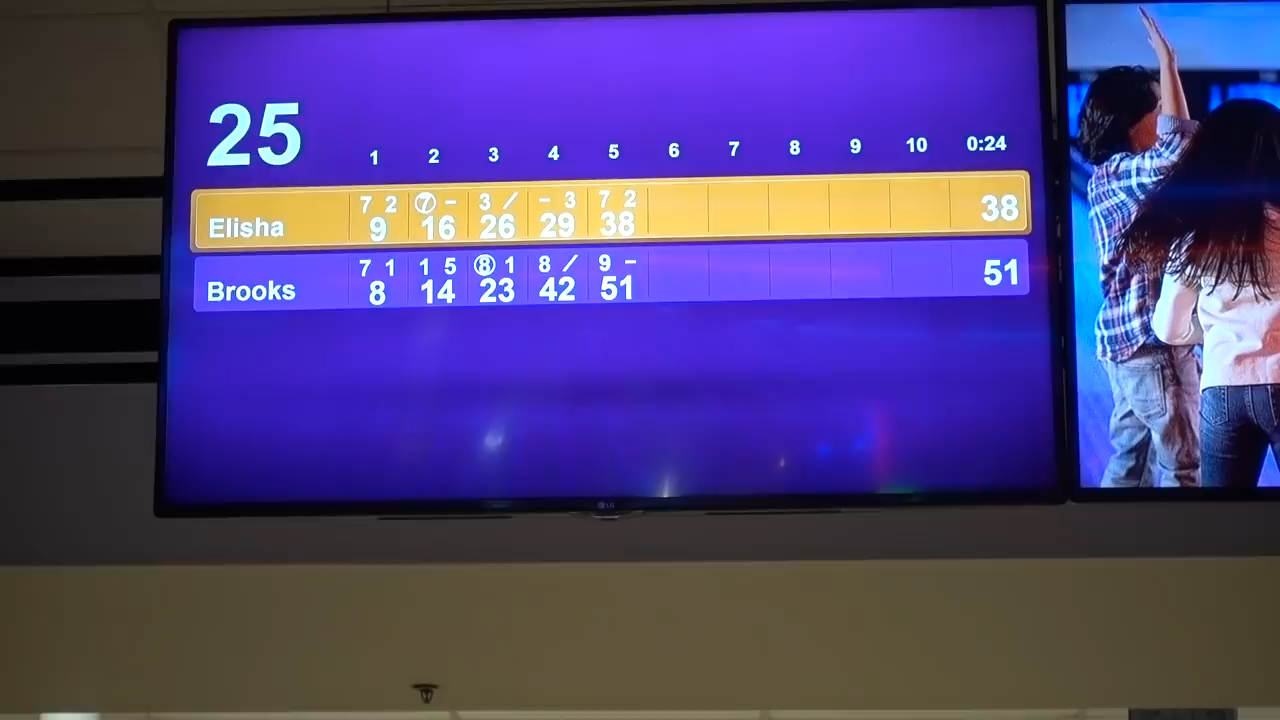 25 1 2 3 4 5 6 7 8 9 10 0:24
7 2 7 - 3 / - 3 7 2
Elisha 9 16 26 29 38 38
7 1 1 5 8 1 8 / 9 -
Brooks 8 14 23 42 51 51
LG